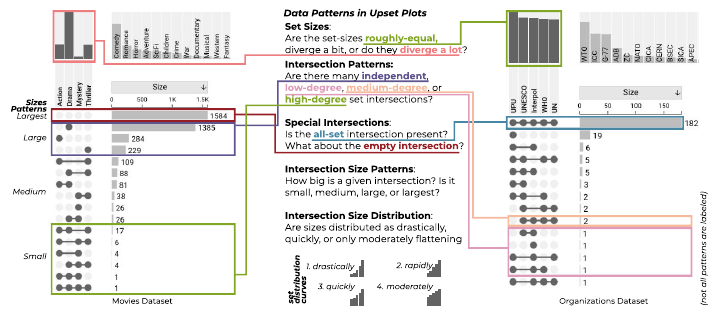 Data Patterns in Upset Plots
Set Sizes:
Are the set-sizes roughly-equal,
diverge a bit, or do they diverge a lot?
Intersection Patterns:
Are there many independent,
low-degree, medium-degree, or
high-degree set intersections?
Special Intersections:
Is the all-set intersection present?
What about the empty intersection?
Intersection Size Patterns:
How big is a given intersection? Is it
small, medium, large, or largest?
Intersection Size Distribution:
Are sizes distributed as drastically,
quickly, or only moderately flattening
set
distribution
curves
1. drastically
2. rapidly
3. quickly
4. moderately
Comedy
Romance
Horror
Adventure
SciFi
Children
Crime
War
Documentary
Musical
Western
Fantasy
Action
Drama
Mystery
Thriller
Size ↓
0 500 1K 1.5K
Sizes
Patterns
Largest
Large
Medium
Small
1584
1385
284
229
109
88
81
38
26
26
17
6
4
4
1
1
Movies Dataset
WTO
ICC
G-77
ADB
ZC
NATO
CICA
CERN
BSEC
SICA
APEC
UPU
UNESCO
Interpol
WHO
UN
Size ↓
0 50 100 150
182
19
6
5
5
3
2
2
2
1
1
1
1
1
Organizations Dataset
(not all patterns are labeled)